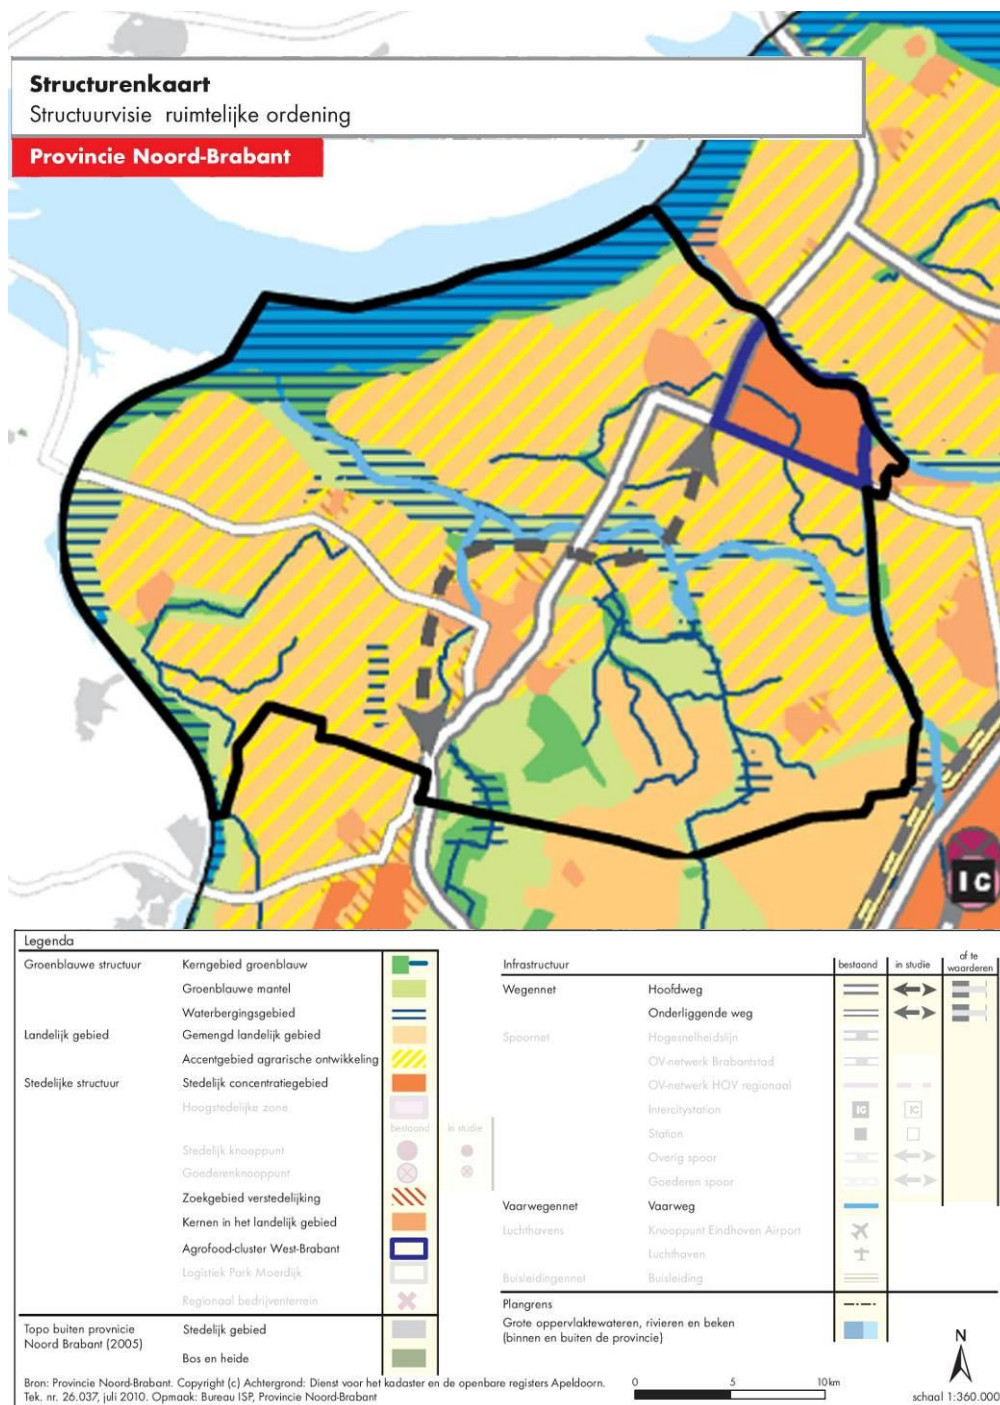 Structurenkaart
Structuurvisie ruimtelijke ordening
Provincie Noord-Brabant
IC
Legenda
Groenblauwe structuur Kerngebied groenblauw
Groenblauwe mantel
Waterbergingsgebied
Landelijk gebied Gemengd landelijk gebied
Accentgebied agrarische ontwikkeling
Stedelijke structuur Stedelijk concentratiegebied
Hoogstedelijke zone
bestaand in studie
Stedelijk knooppunt
Goederenknooppunt
Zoekgebied verstedelijking
Kernen in het landelijk gebied
Agrofood-cluster West-Brabant
Logistiek Park Moerdijk
Regionaal bedrijventerrein
Topo buiten provnicie Stedelijk gebied
Noord Brabant (2005)
Bos en heide
Infrastructuur bestaand in studie of te waarderen
Wegennet Hoofdweg
Onderliggende weg
Spoornet Hogesnelheidslijn
OV-netwerk Brabantstad
OV-netwerk HOV regionaal
Intercitystation IC IC
Station
Overig spoor
Goederen spoor
Vaarwegennet Vaarweg
Luchthavens Knooppunt Eindhoven Airport
Luchthaven
Buisleidingennet Buisleiding
Plangrens
Grote oppervlaktewateren, rivieren en beken
(binnen en buiten de provincie)
N
Bron: Provincie Noord-Brabant. Copyright (c) Achtergrond: Dienst voor het kadaster en de openbare registers Apeldoorn.
Tek. nr. 26.037, juli 2010. Opmaak: Bureau ISP, Provincie Noord-Brabant
0 5 10km
schaal 1:360.000